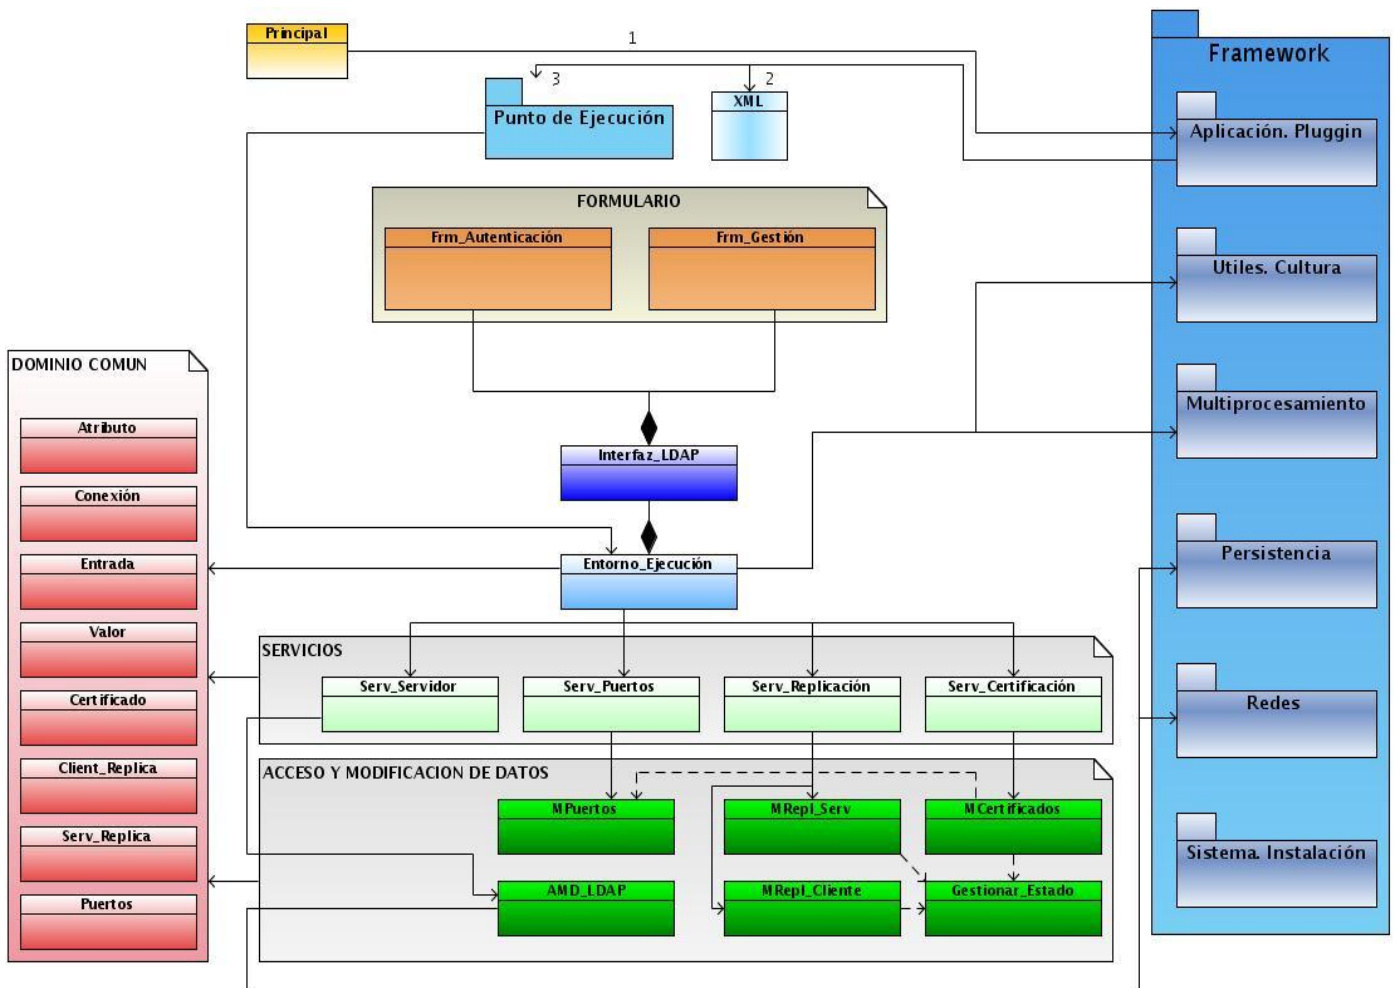 Principal
1
Framework
3
2
XML
Punto de Ejecución
Aplicación. Pluggin
FORMULARIO
Frm_Autenticación
Frm_Gestión
Utiles. Cultura
DOMINIO COMUN
Multiprocesamiento
Atributo
Interfaz_LDAP
Conexión
Persistencia
Entrada
Entorno_Ejecución
Valor
SERVICIOS
Serv_Servidor
Serv_Puertos
Serv_Replicación
Serv_Certificación
Certificado
Redes
Client_Replica
ACCESO Y MODIFICACION DE DATOS
MPuertos
MRepl_Serv
MCertificados
Serv_Replica
Sistema. Instalación
AMD_LDAP
MRepl_Cliente
Gestionar_Estado
Puertos